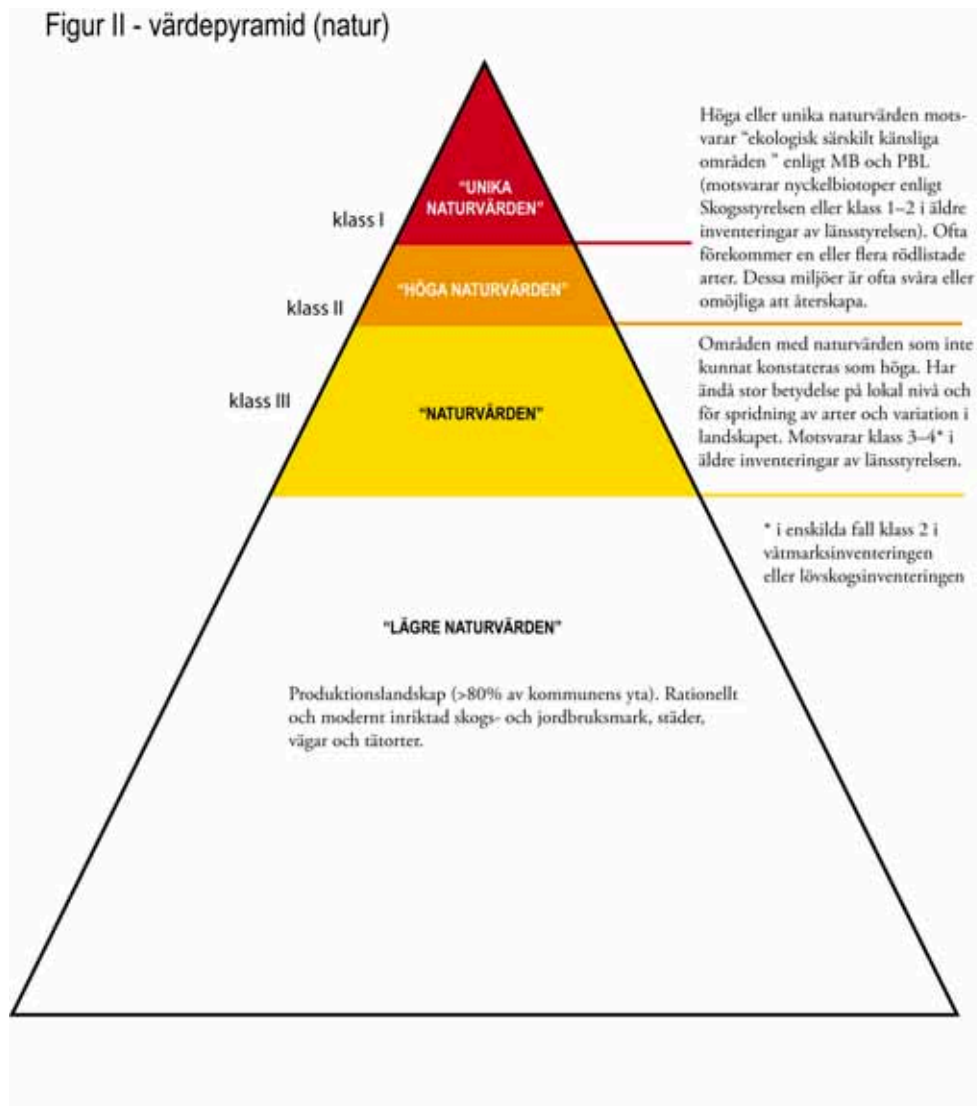 Figur II - värdepyramid (natur)
Höga eller unika naturvärden mots-
varar “ekologisk särskilt känsliga
områden ” enligt MB och PBL
(motsvarar nyckelbiotoper enligt
Skogsstyrelsen eller klass 1–2 i äldre
inventeringar av länsstyrelsen). Ofta
förekommer en eller flera rödlistade
arter. Dessa miljöer är ofta svåra eller
omöjliga att återskapa.
“UNIKA
NATURVÄRDEN”
klass I
“HÖGA NATURVÄRDEN”
klass II
Områden med naturvärden som inte
kunnat konstateras som höga. Har
ändå stor betydelse på lokal nivå och
för spridning av arter och variation i
landskapet. Motsvarar klass 3–4* i
äldre inventeringar av länsstyrelsen.
klass III
“NATURVÄRDEN”
* i enskilda fall klass 2 i
våtmarksinventeringen
eller lövskogsinventeringen
“LÄGRE NATURVÄRDEN”
Produktionslandskap (>80% av kommunens yta). Rationellt
och modernt inriktad skogs- och jordbruksmark, städer,
vägar och tätorter.